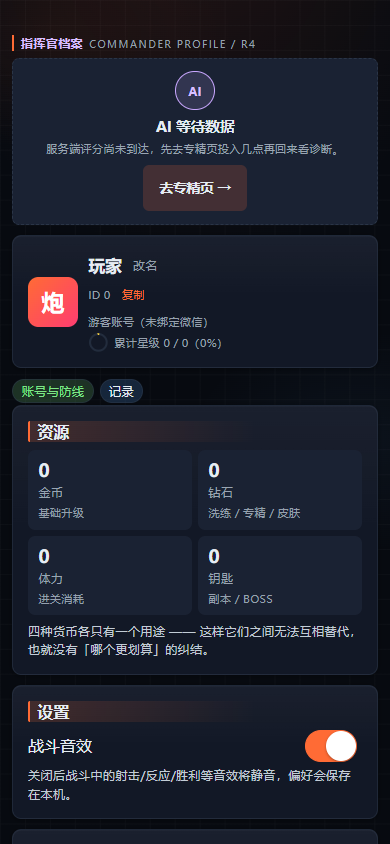 指挥官档案 COMMANDER PROFILE / R4
AI
AI 等待数据
服务端评分尚未到达，先去专精页投入几点再回来看诊断。
去专精页 →
炮
玩家 改名
ID 0 复制
游客账号（未绑定微信）
累计星级 0 / 0（0%）
账号与防线 记录
资源
0
金币
基础升级
0
钻石
洗练 / 专精 / 皮肤
0
体力
进关消耗
0
钥匙
副本 / BOSS
四种货币各只有一个用途 —— 这样它们之间无法互相替代，
也就没有「哪个更划算」的纠结。
设置
战斗音效
关闭后战斗中的射击/反应/胜利等音效将静音，偏好会保存
在本机。